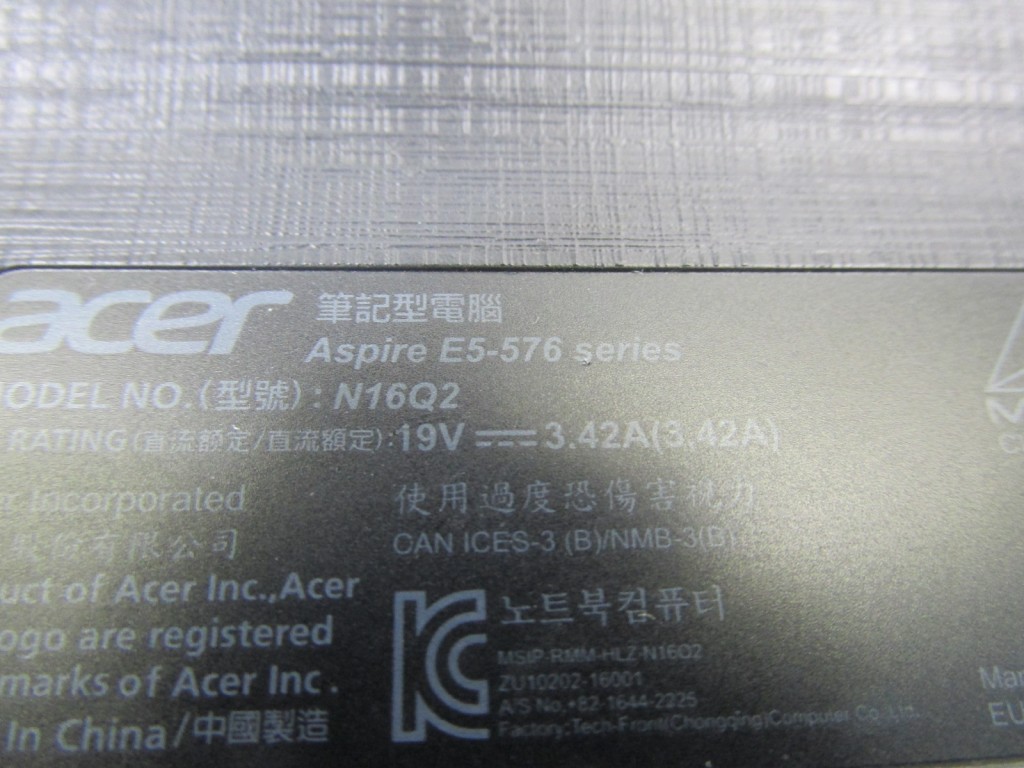 acer 筆記型電腦
Aspire E5-576 series
MODEL NO.(型號): N16Q2
RATING(直流額定/直流額定): 19V ⎓ 3.42A(3.42A)
Incorporated
股份有限公司
使用過度恐傷害視力
CAN ICES-3 (B)/NMB-3(B)
uct of Acer Inc.,Acer
ogo are registered
marks of Acer Inc.
In China/中國製造
노트북컴퓨터
MSIP-RMM-HLZ-N16Q2
ZU10202-16001
A/S No.+82-1644-2225
Factory:Tech-Front(Chongqing)Computer Co.,Ltd.
EU